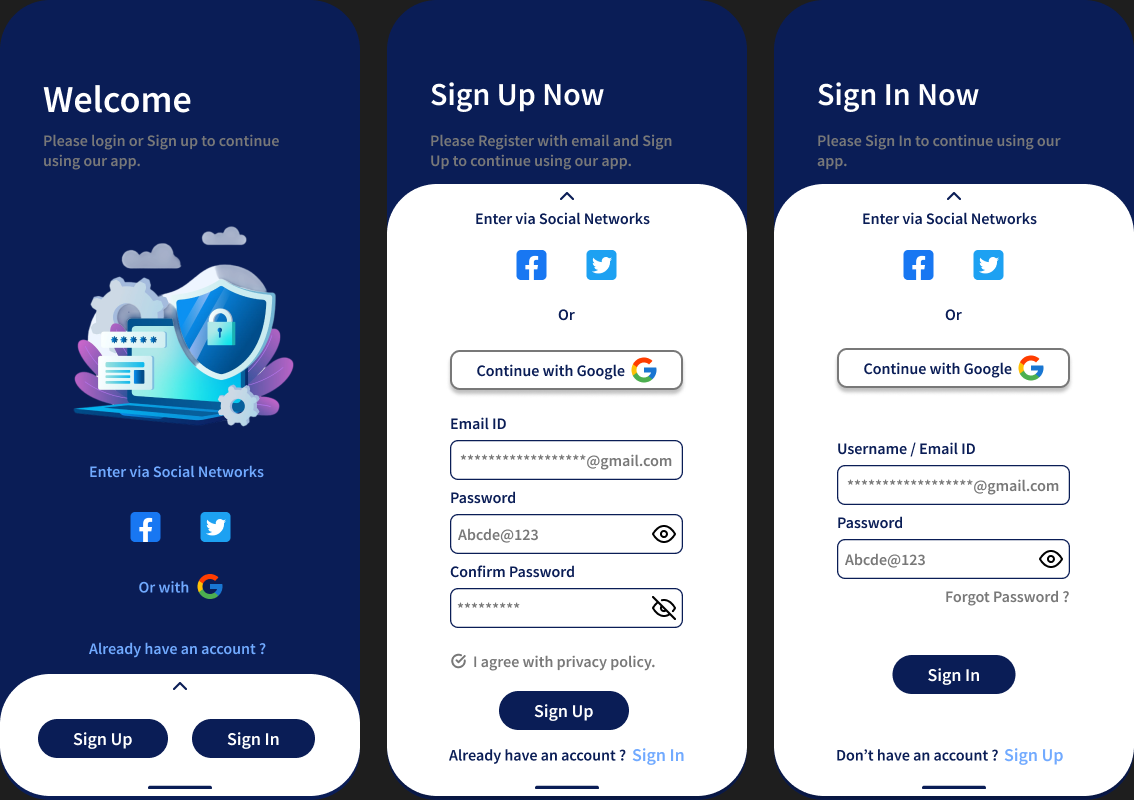 Welcome
Please login or Sign up to continue
using our app.
*****
Enter via Social Networks
Or with
Already have an account ?
Sign Up
Sign In
Sign Up Now
Please Register with email and Sign
Up to continue using our app.
Enter via Social Networks
Or
Continue with Google
Email ID
******************@gmail.com
Password
Abcde@123
Confirm Password
*********
I agree with privacy policy.
Sign Up
Already have an account ? Sign In
Sign In Now
Please Sign In to continue using our
app.
Enter via Social Networks
Or
Continue with Google
Username / Email ID
******************@gmail.com
Password
Abcde@123
Forgot Password ?
Sign In
Don’t have an account ? Sign Up